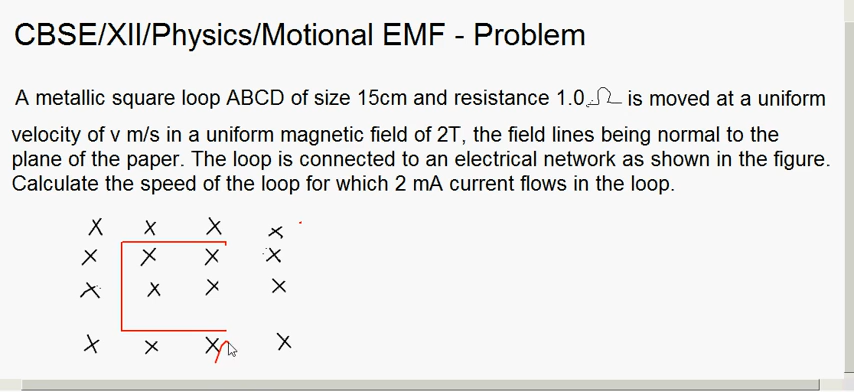 CBSE/XII/Physics/Motional EMF - Problem
A metallic square loop ABCD of size 15cm and resistance 1.0 Ω is moved at a uniform
velocity of v m/s in a uniform magnetic field of 2T, the field lines being normal to the
plane of the paper. The loop is connected to an electrical network as shown in the figure.
Calculate the speed of the loop for which 2 mA current flows in the loop.
X X X X
X X X X
X X X X
X X X X